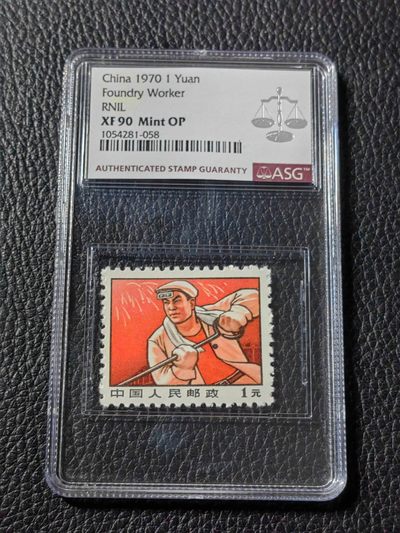 China 1970 1 Yuan
Foundry Worker
RNIL
XF 90 Mint OP
1054281-058
AUTHENTICATED STAMP GUARANTY
ASG™
中国人民邮政 1元